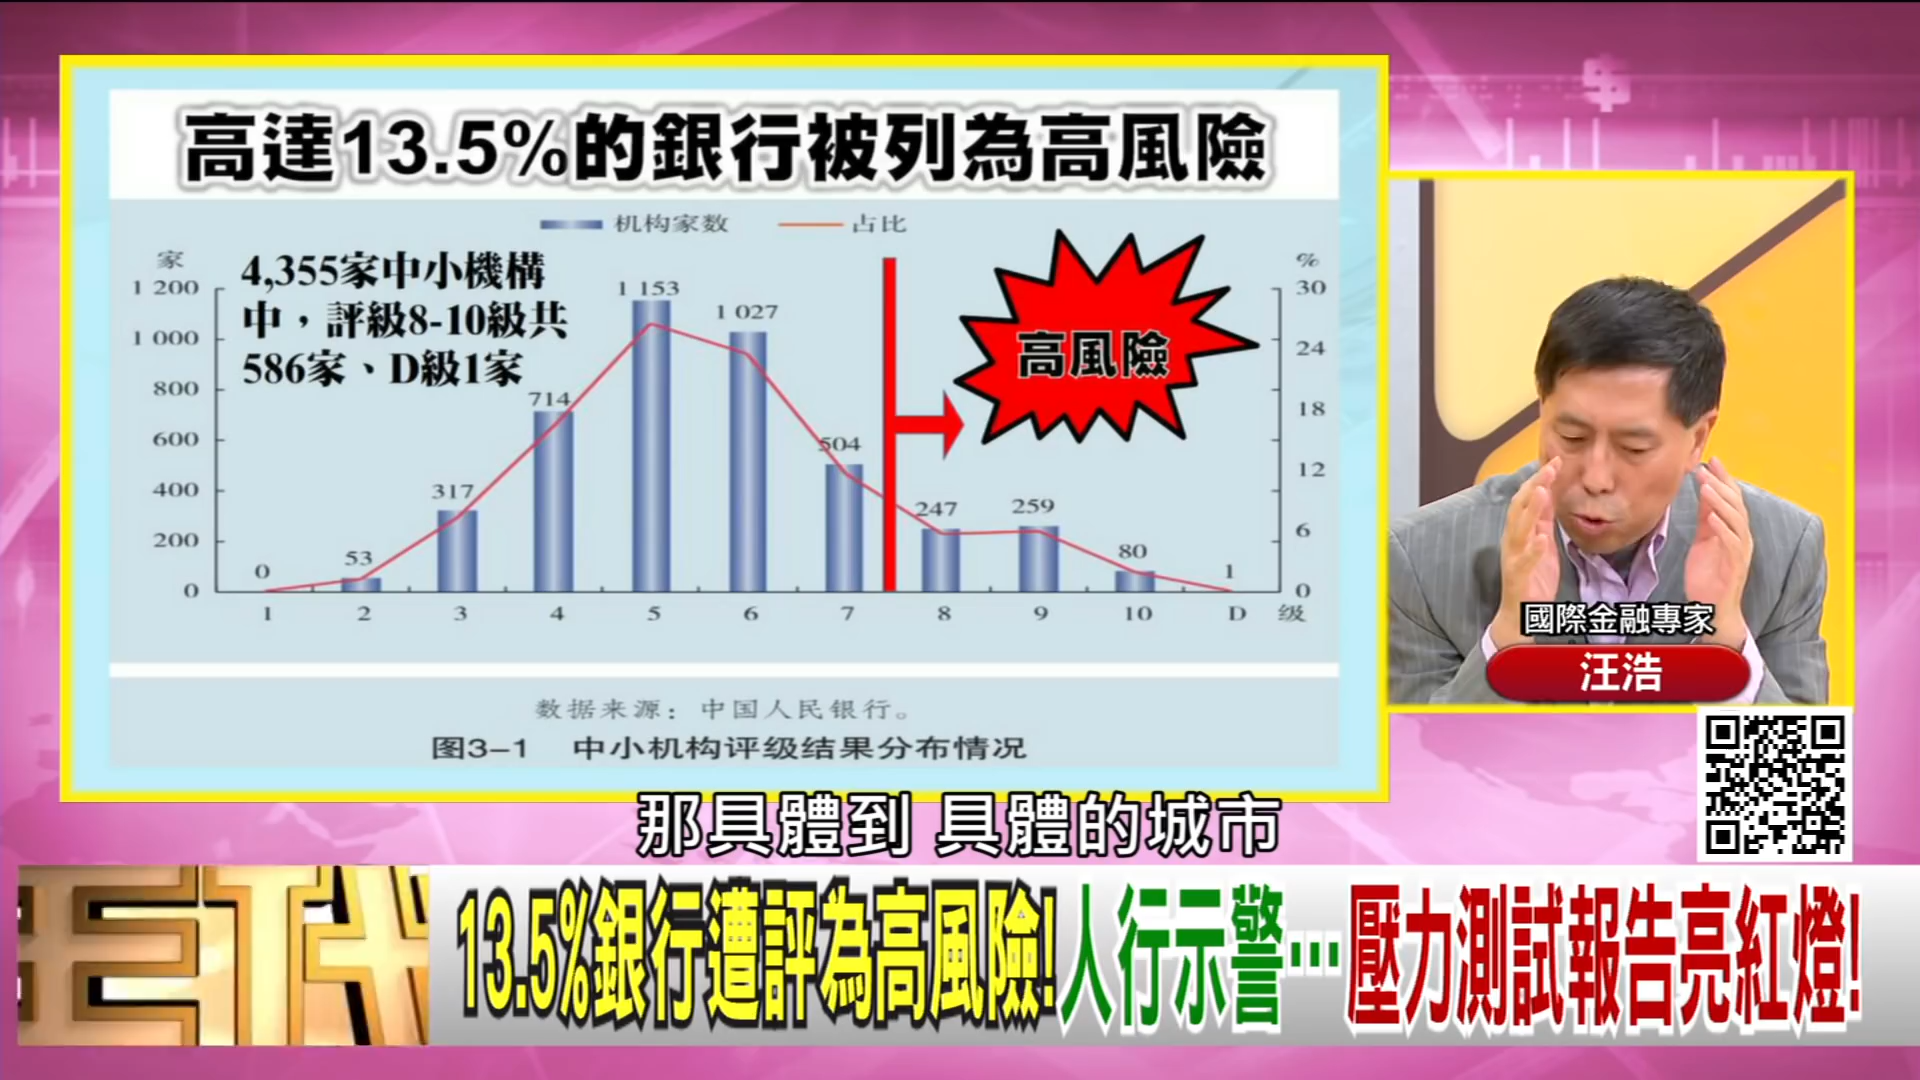 高達13.5%的銀行被列為高風險
机构家数 占比
家
%
4,355家中小機構
中，評級8-10級共
586家、D級1家
高風險
1 200
1 000
800
600
400
200
0
30
24
18
12
6
0
0 53 317 714 1 153 1 027 504 247 259 80 1
1 2 3 4 5 6 7 8 9 10 D 级
数据来源：中国人民银行。
图3-1 中小机构评级结果分布情况
國際金融專家
汪浩
那具體到 具體的城市
13.5%銀行遭評為高風險!人行示警…壓力測試報告亮紅燈!